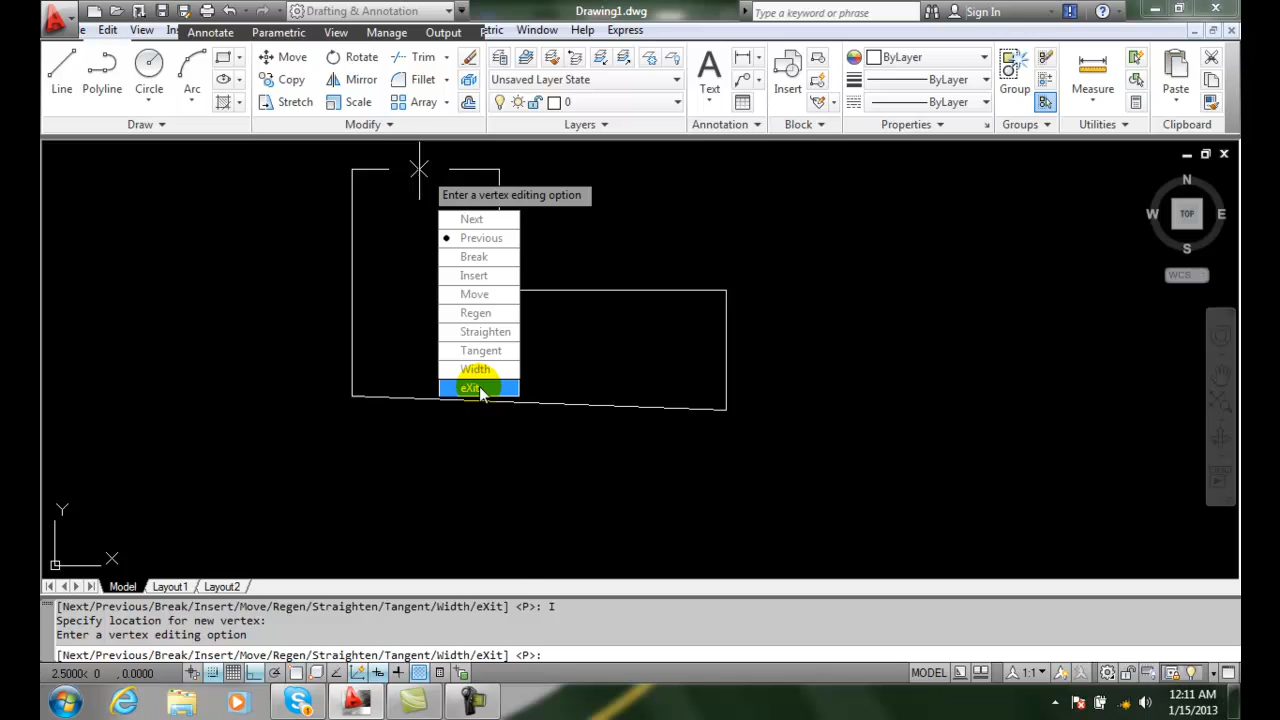 Drafting & Annotation
Drawing1.dwg
Type a keyword or phrase
Sign In
Edit View Window Help Express
Annotate Parametric View Manage Output
Line Polyline Circle Arc
Move Rotate Trim
Copy Mirror Fillet
Stretch Scale Array
Unsaved Layer State
0
Text
Insert
ByLayer
ByLayer
ByLayer
Group
Measure
Paste
Draw Modify Layers Annotation Block Properties Groups Utilities Clipboard
Enter a vertex editing option
Next
Previous
Break
Insert
Move
Regen
Straighten
Tangent
Width
eXit
N
W TOP E
S
WCS
Y
X
Model Layout1 Layout2
[Next/Previous/Break/Insert/Move/Regen/Straighten/Tangent/Width/eXit] <P>: I
Specify location for new vertex:
Enter a vertex editing option
[Next/Previous/Break/Insert/Move/Regen/Straighten/Tangent/Width/eXit] <P>:
2.5000< 0 , 0.0000
MODEL
1:1
12:11 AM
1/15/2013